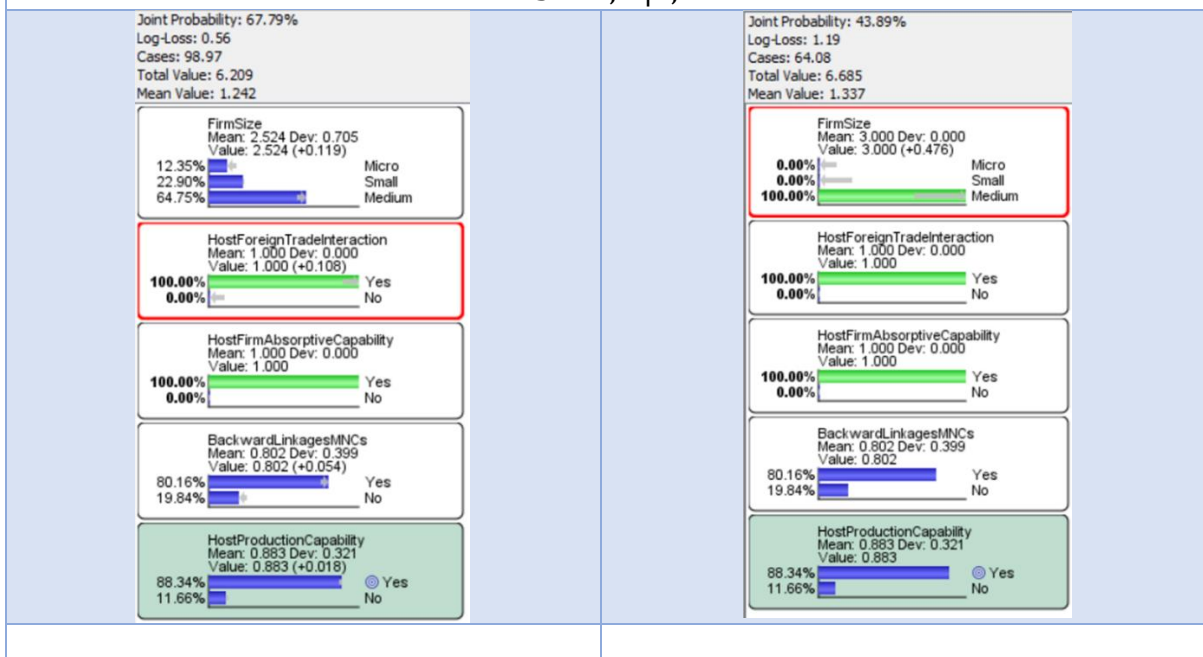 Joint Probability: 67.79%
Log-Loss: 0.56
Cases: 98.97
Total Value: 6.209
Mean Value: 1.242
FirmSize
Mean: 2.524 Dev: 0.705
Value: 2.524 (+0.119)
12.35% Micro
22.90% Small
64.75% Medium
HostForeignTradeInteraction
Mean: 1.000 Dev: 0.000
Value: 1.000 (+0.108)
100.00% Yes
0.00% No
HostFirmAbsorptiveCapability
Mean: 1.000 Dev: 0.000
Value: 1.000
100.00% Yes
0.00% No
BackwardLinkagesMNCs
Mean: 0.802 Dev: 0.399
Value: 0.802 (+0.054)
80.16% Yes
19.84% No
HostProductionCapability
Mean: 0.883 Dev: 0.321
Value: 0.883 (+0.018)
88.34% Yes
11.66% No
Joint Probability: 43.89%
Log-Loss: 1.19
Cases: 64.08
Total Value: 6.685
Mean Value: 1.337
FirmSize
Mean: 3.000 Dev: 0.000
Value: 3.000 (+0.476)
0.00% Micro
0.00% Small
100.00% Medium
HostForeignTradeInteraction
Mean: 1.000 Dev: 0.000
Value: 1.000
100.00% Yes
0.00% No
HostFirmAbsorptiveCapability
Mean: 1.000 Dev: 0.000
Value: 1.000
100.00% Yes
0.00% No
BackwardLinkagesMNCs
Mean: 0.802 Dev: 0.399
Value: 0.802
80.16% Yes
19.84% No
HostProductionCapability
Mean: 0.883 Dev: 0.321
Value: 0.883
88.34% Yes
11.66% No